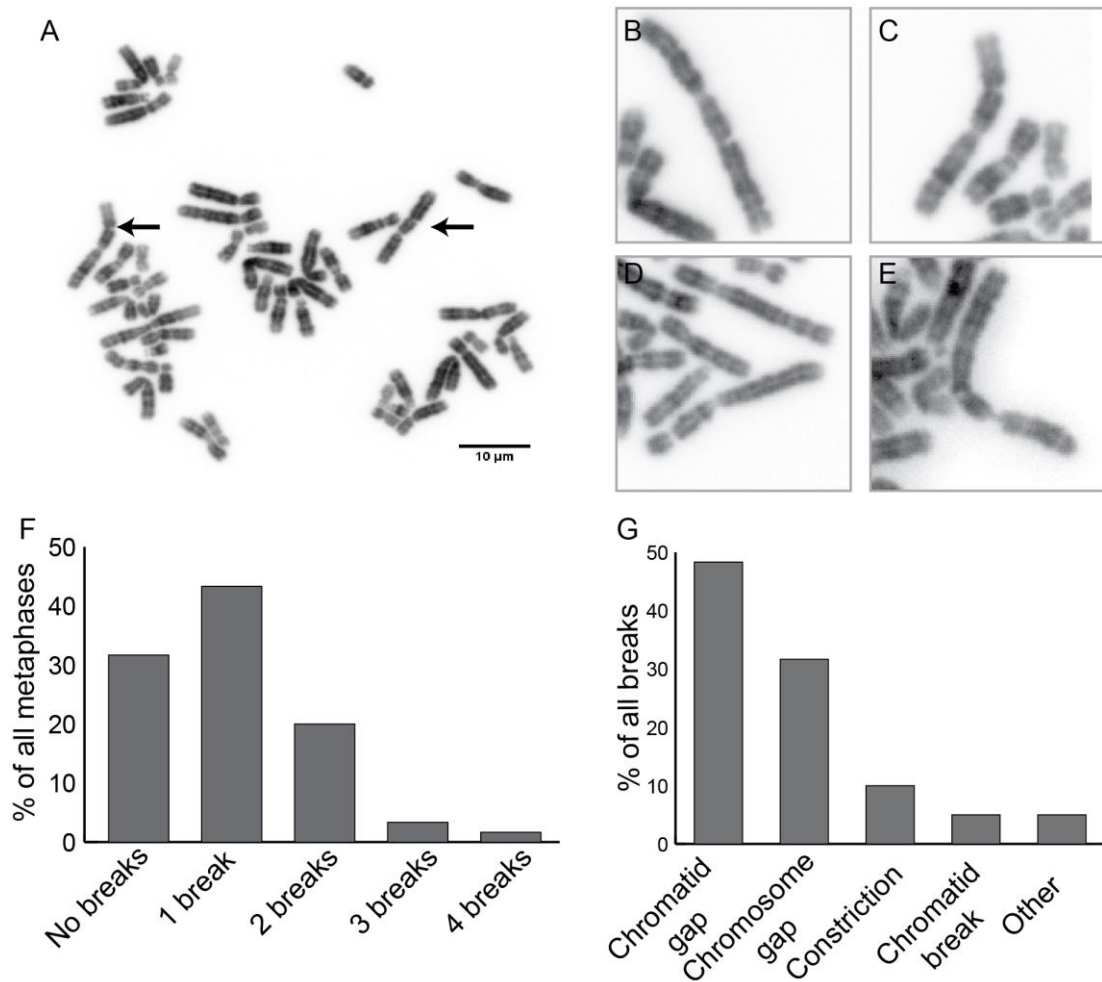 A
B
C
10 µm
D
E
F
% of all metaphases
50
40
30
20
10
0
No breaks
1 break
2 breaks
3 breaks
4 breaks
G
% of all breaks
50
40
30
20
10
0
Chromatid
gap
Chromosome
gap
Constriction
Chromatid
break
Other